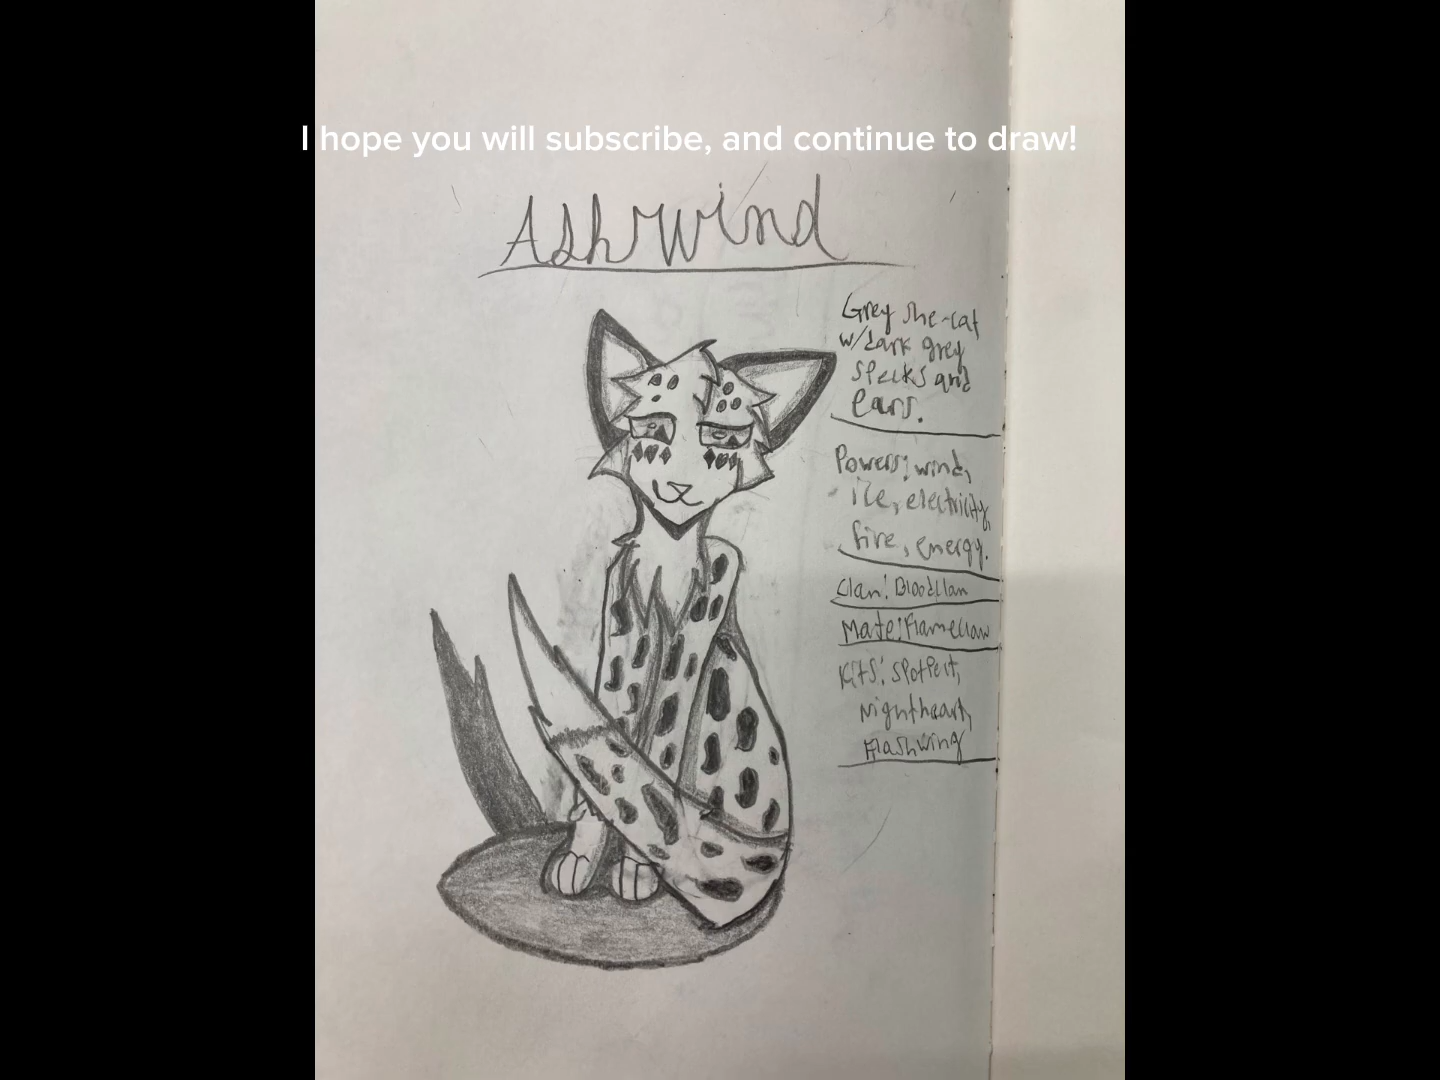 I hope you will subscribe, and continue to draw!
Ashwind
Grey she-cat
w/dark grey
specks and
ears.
Powers: wind,
ice, electricity,
fire, energy.
Clan: Bloodclan
Mate: Flameclaw
Kits: Spotfelt,
Nightheart,
Flashwing